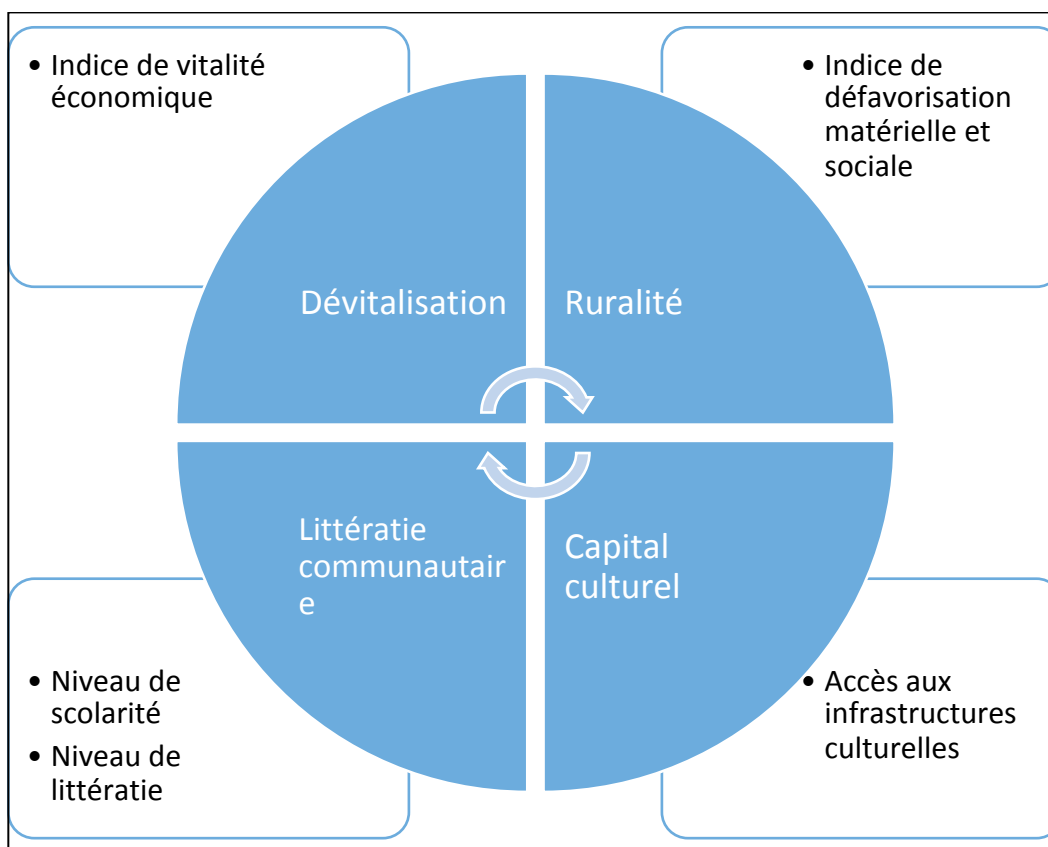 • Indice de vitalité
économique
• Indice de
défavorisation
matérielle et
sociale
Dévitalisation
Ruralité
Littératie
communautair
e
Capital
culturel
• Niveau de
scolarité
• Niveau de
littératie
• Accès aux
infrastructures
culturelles